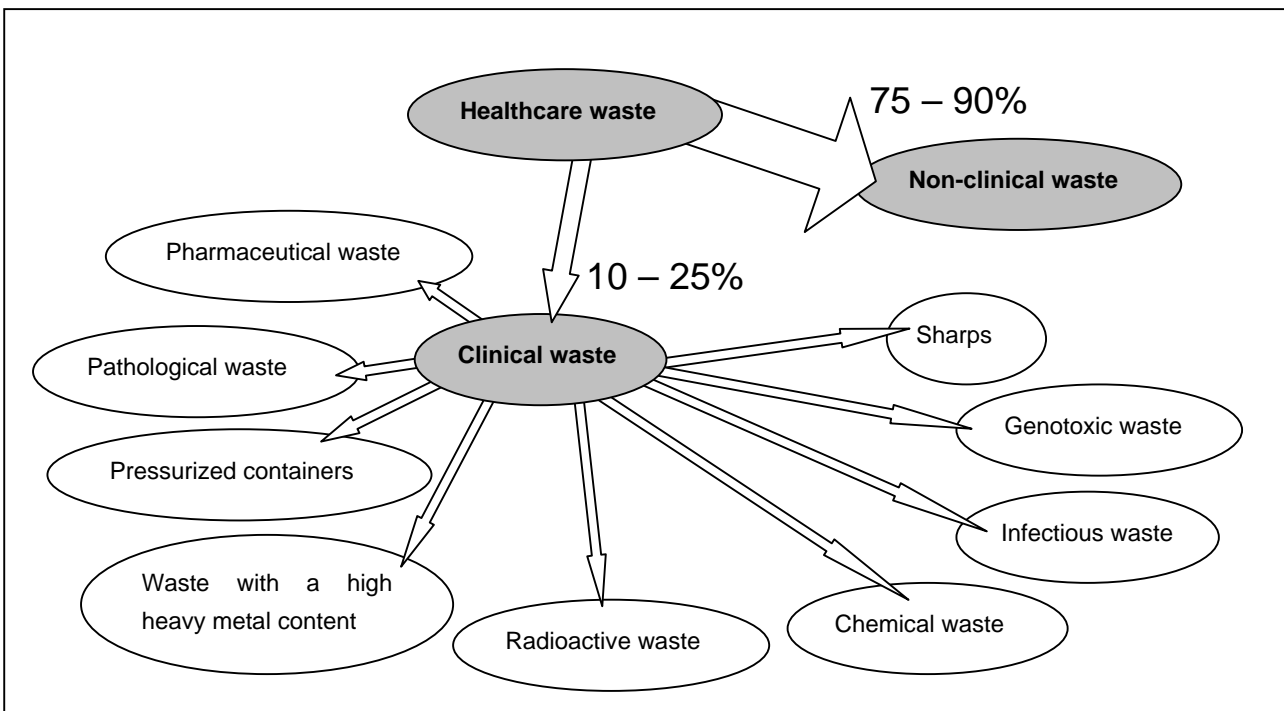 Healthcare waste
75 – 90%
Non-clinical waste
Pharmaceutical waste
10 – 25%
Clinical waste
Sharps
Pathological waste
Genotoxic waste
Pressurized containers
Infectious waste
Waste with a high
heavy metal content
Chemical waste
Radioactive waste